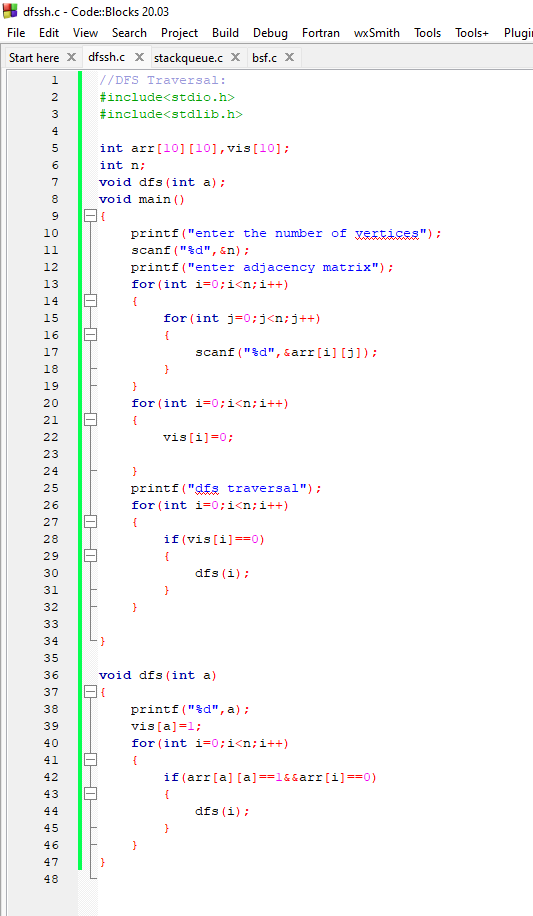 dfssh.c - Code::Blocks 20.03
File Edit View Search Project Build Debug Fortran wxSmith Tools Tools+ Plugi
Start here dfssh.c stackqueue.c bsf.c
1 //DFS Traversal:
2 #include<stdio.h>
3 #include<stdlib.h>
4
5 int arr[10][10],vis[10];
6 int n;
7 void dfs(int a);
8 void main()
9 {
10 printf("enter the number of vertices");
11 scanf("%d",&n);
12 printf("enter adjacency matrix");
13 for(int i=0;i<n;i++)
14 {
15 for(int j=0;j<n;j++)
16 {
17 scanf("%d",&arr[i][j]);
18 }
19 }
20 for(int i=0;i<n;i++)
21 {
22 vis[i]=0;
23
24 }
25 printf("dfs traversal");
26 for(int i=0;i<n;i++)
27 {
28 if(vis[i]==0)
29 {
30 dfs(i);
31 }
32 }
33
34 }
35
36 void dfs(int a)
37 {
38 printf("%d",a);
39 vis[a]=1;
40 for(int i=0;i<n;i++)
41 {
42 if(arr[a][a]==1&&arr[i]==0)
43 {
44 dfs(i);
45 }
46 }
47 }
48